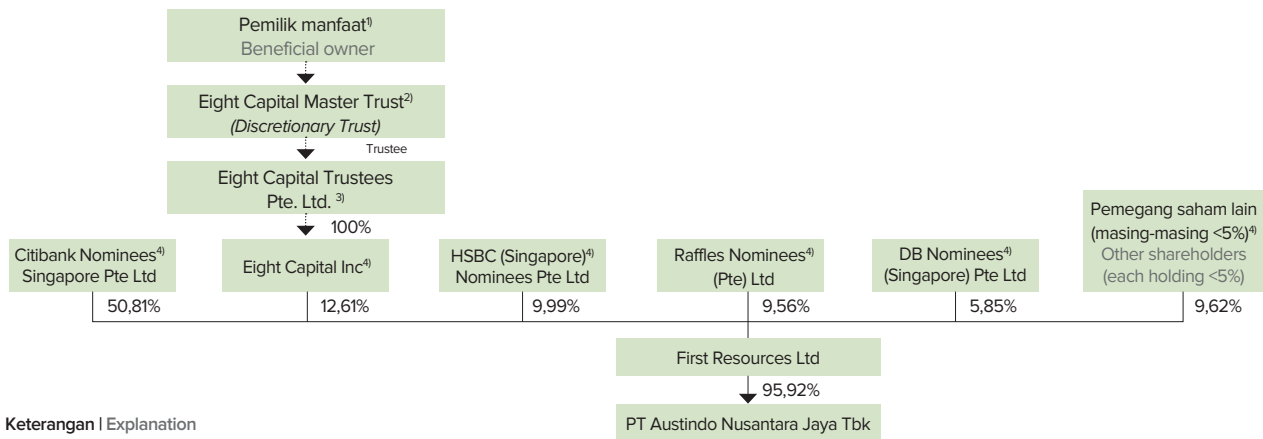 Pemilik manfaat¹⁾
Beneficial owner
Eight Capital Master Trust²⁾
(Discretionary Trust)
Trustee
Eight Capital Trustees
Pte. Ltd. ³⁾
100%
Citibank Nominees⁴⁾
Singapore Pte Ltd
Eight Capital Inc⁴⁾
HSBC (Singapore)⁴⁾
Nominees Pte Ltd
Raffles Nominees⁴⁾
(Pte) Ltd
DB Nominees⁴⁾
(Singapore) Pte Ltd
Pemegang saham lain
(masing-masing <5%)⁴⁾
Other shareholders
(each holding <5%)
50,81%
12,61%
9,99%
9,56%
5,85%
9,62%
First Resources Ltd
95,92%
PT Austindo Nusantara Jaya Tbk
Keterangan | Explanation